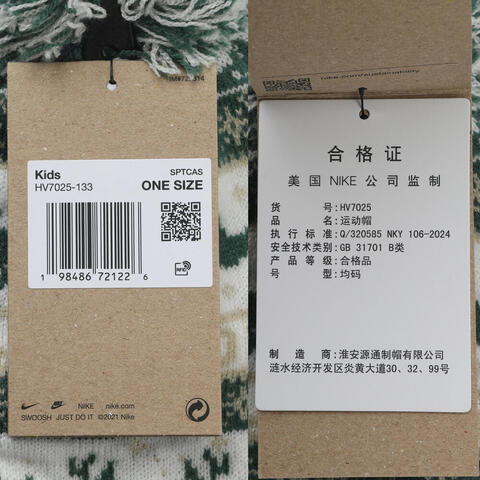 Kids
HV7025-133
SPTCAS
ONE SIZE
1 98486 72122 6
RFID
NIKE nike.com
SWOOSH JUST DO IT ©2021 Nike
nike.com/sustainability
合格证
美国 NIKE 公司监制
货号:HV7025
品名:运动帽
执行标准:Q/320585 NKY 106-2024
安全技术类别:GB 31701 B类
产品等级:合格品
号型:均码
制造商:淮安源通制帽有限公司
涟水经济开发区炎黄大道30、32、99号